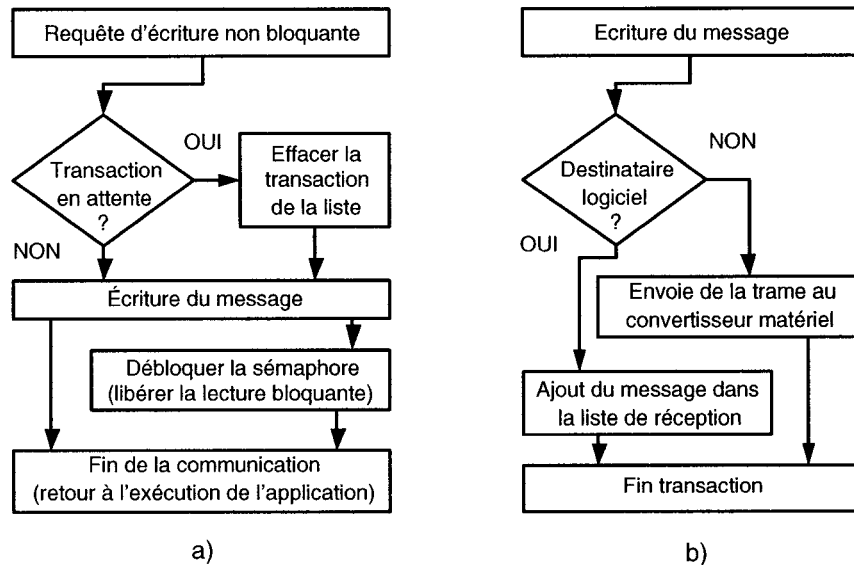 Requête d'écriture non bloquante
OUI
Transaction
en attente
?
Effacer la
transaction
de la liste
NON
Écriture du message
Débloquer la sémaphore
(libérer la lecture bloquante)
Fin de la communication
(retour à l'exécution de l'application)
a)
Ecriture du message
NON
Destinataire
logiciel
?
OUI
Envoie de la trame au
convertisseur matériel
Ajout du message dans
la liste de réception
Fin transaction
b)